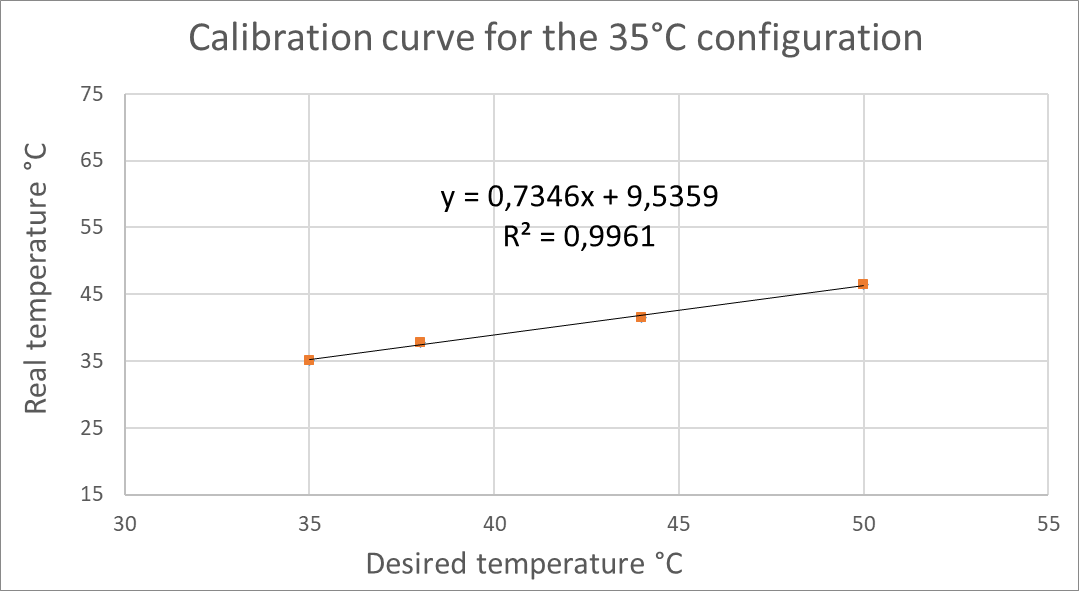 Calibration curve for the 35°C configuration
75
65
55
45
35
25
15
Real temperature °C
y = 0,7346x + 9,5359
R² = 0,9961
30 35 40 45 50 55
Desired temperature °C